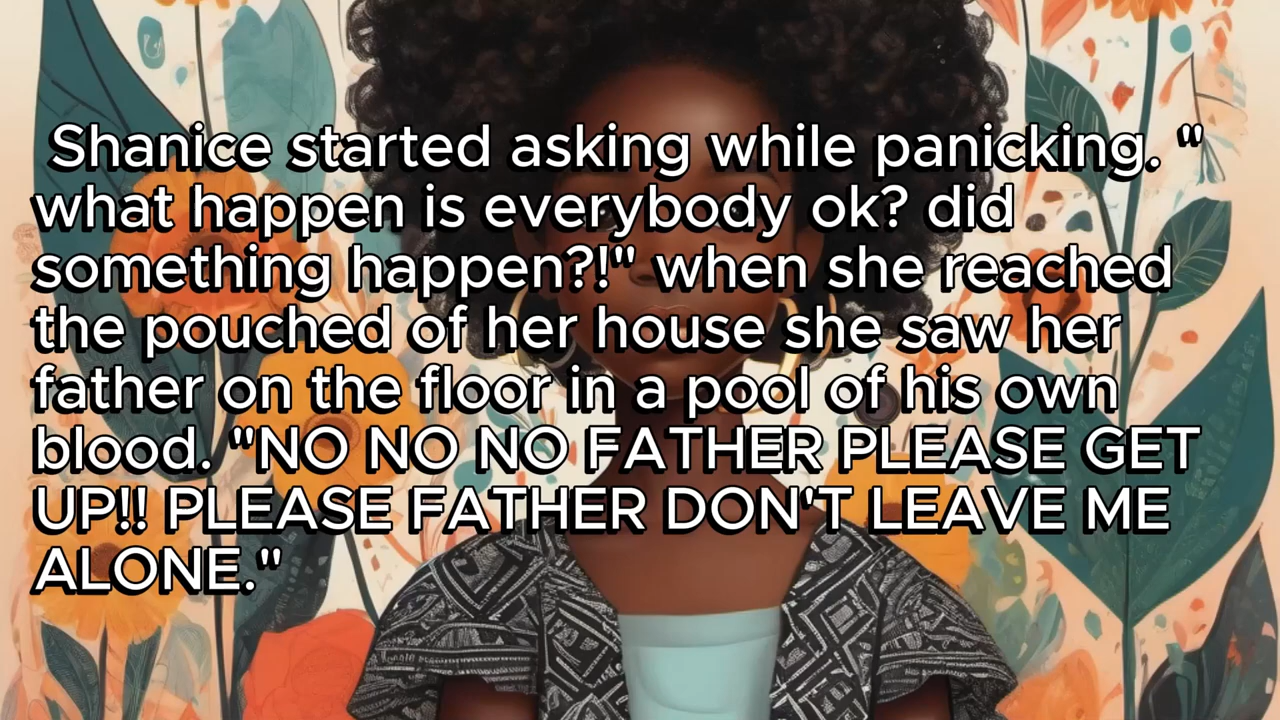 Shanice started asking while panicking. "
what happen is everybody ok? did
something happen?!" when she reached
the pouched of her house she saw her
father on the floor in a pool of his own
blood. "NO NO NO FATHER PLEASE GET
UP!! PLEASE FATHER DON'T LEAVE ME
ALONE."